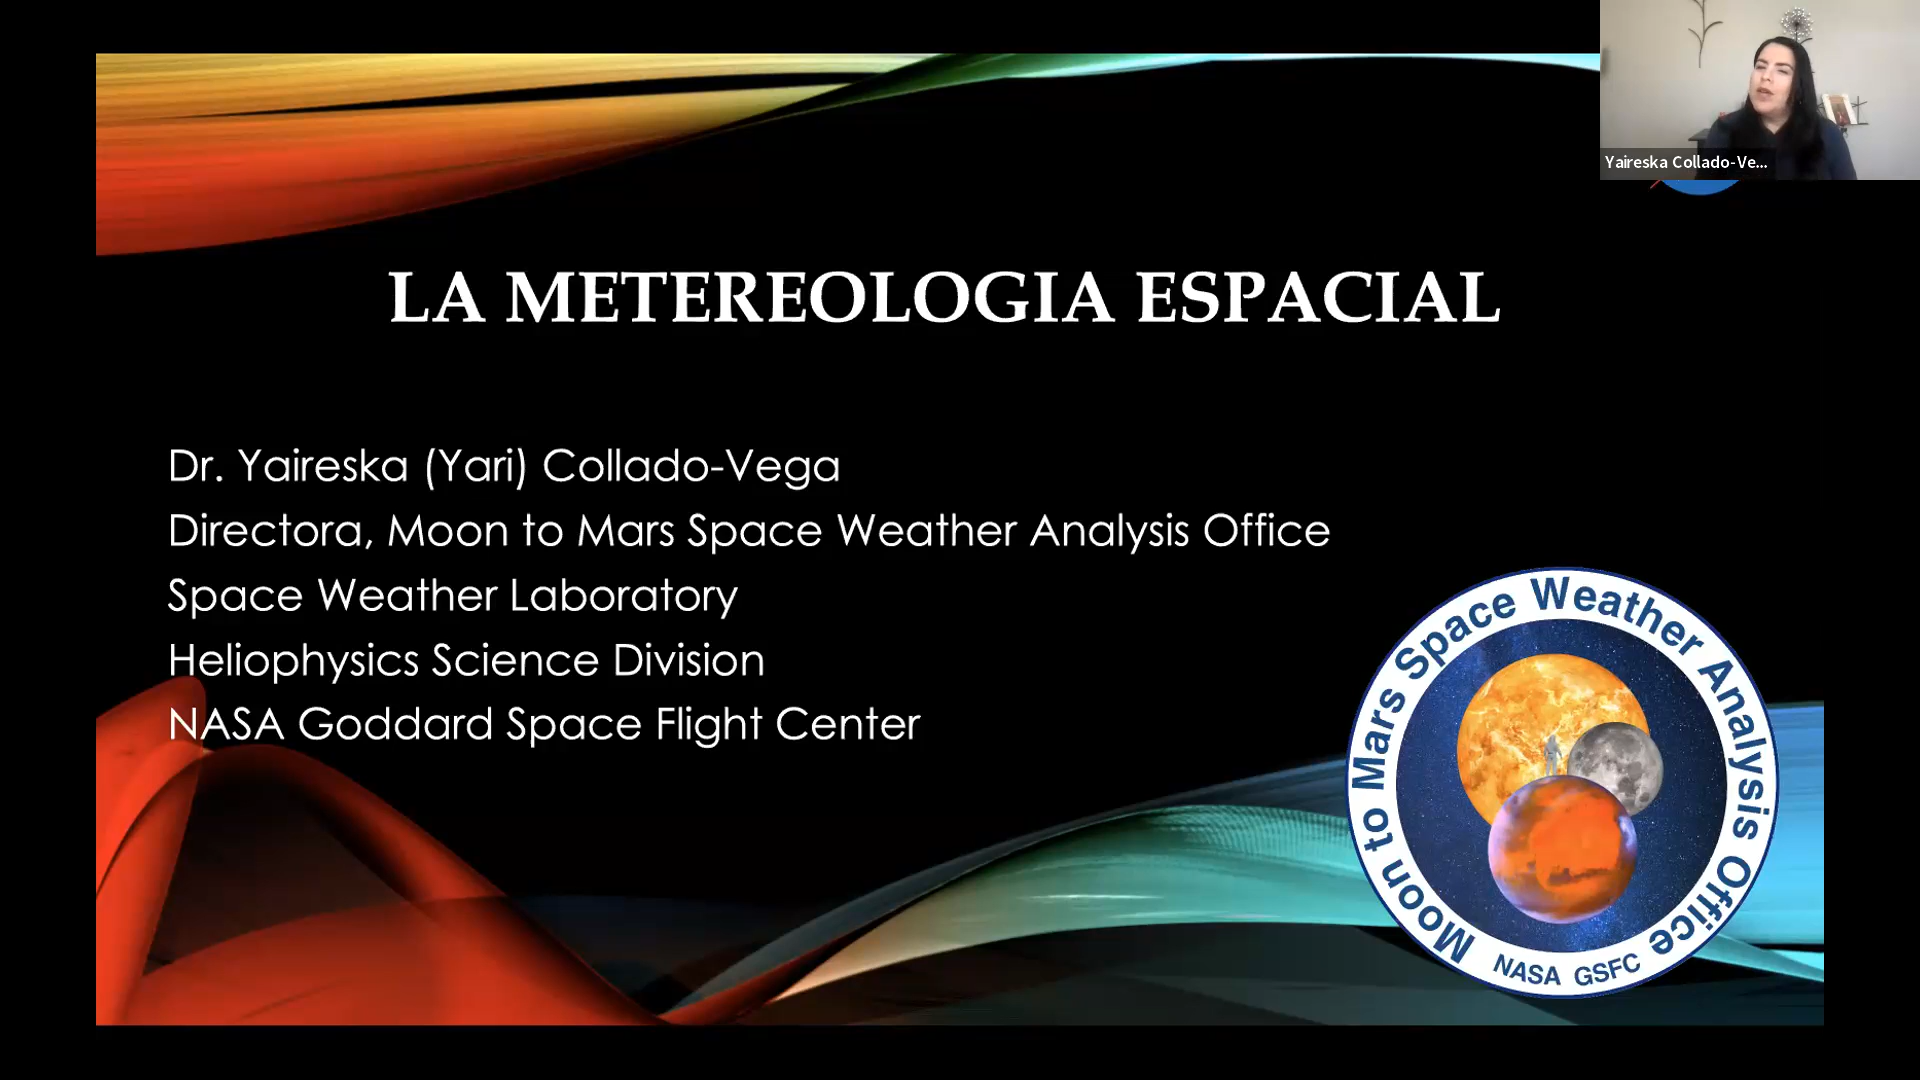 Yaireska Collado-Ve...
LA METEREOLOGIA ESPACIAL
Dr. Yaireska (Yari) Collado-Vega
Directora, Moon to Mars Space Weather Analysis Office
Space Weather Laboratory
Heliophysics Science Division
NASA Goddard Space Flight Center
Moon to Mars Space Weather Analysis Office
NASA GSFC